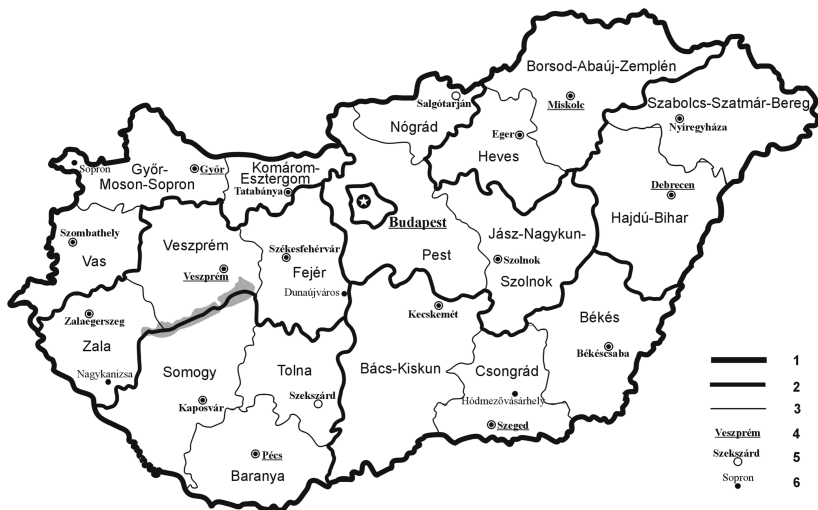 Borsod-Abaúj-Zemplén
Salgótarján
Miskolc
Szabolcs-Szatmár-Bereg
Nógrád
Nyíregyháza
Eger
Heves
Sopron
Győr
Győr-
Moson-Sopron
Komárom-
Esztergom
Tatabánya
Debrecen
Hajdú-Bihar
Budapest
Szombathely
Vas
Veszprém
Veszprém
Székesfehérvár
Fejér
Dunaújváros
Pest
Jász-Nagykun-
Szolnok
Szolnok
Zalaegerszeg
Zala
Nagykanizsa
Kecskemét
Békés
Békéscsaba
Somogy
Kaposvár
Tolna
Szekszárd
Bács-Kiskun
Csongrád
Hódmezővásárhely
Szeged
Pécs
Baranya
1
2
3
Veszprém 4
Szekszárd 5
Sopron 6